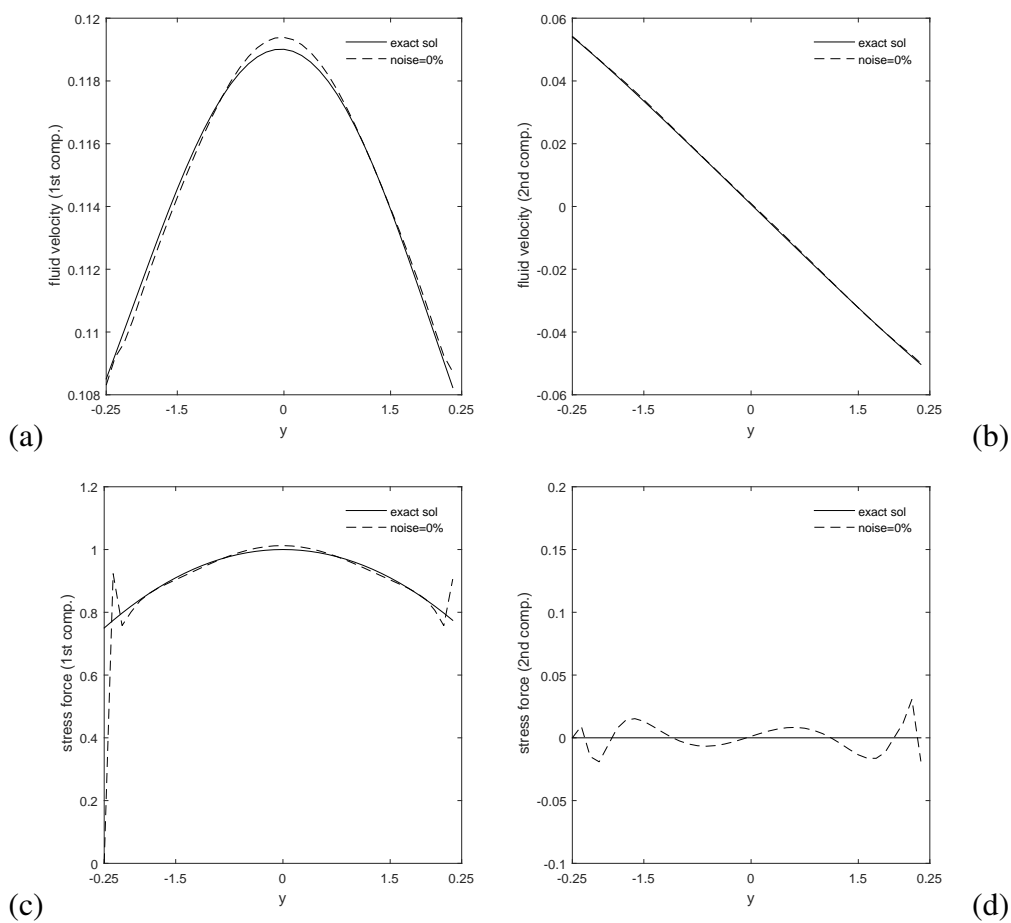 0.12
0.118
0.116
0.114
0.112
0.11
0.108
fluid velocity (1st comp.)
exact sol
noise=0%
-0.25 -1.5 0 1.5 0.25
y
(a)
0.06
0.04
0.02
0
-0.02
-0.04
-0.06
fluid velocity (2nd comp.)
exact sol
noise=0%
-0.25 -1.5 0 1.5 0.25
y
(b)
1.2
1
0.8
0.6
0.4
0.2
0
stress force (1st comp.)
exact sol
noise=0%
-0.25 -1.5 0 1.5 0.25
y
(c)
0.2
0.15
0.1
0.05
0
-0.05
-0.1
stress force (2nd comp.)
exact sol
noise=0%
-0.25 -1.5 0 1.5 0.25
y
(d)